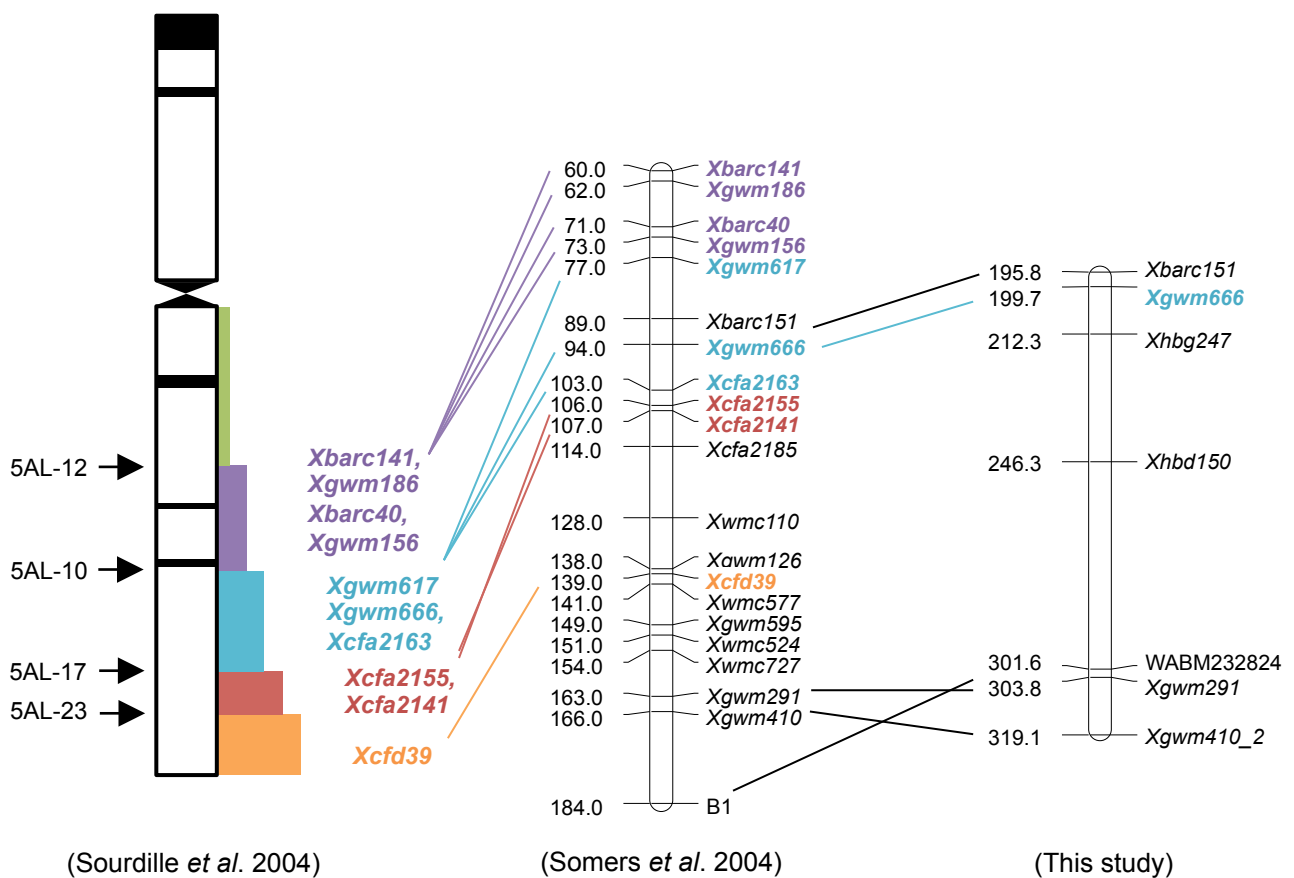 5AL-12
5AL-10
5AL-17
5AL-23
Xbarc141,
Xgwm186
Xbarc40,
Xgwm156
Xgwm617
Xgwm666,
Xcfa2163
Xcfa2155,
Xcfa2141
Xcfd39
(Sourdille et al. 2004)
60.0 Xbarc141
62.0 Xgwm186
71.0 Xbarc40
73.0 Xgwm156
77.0 Xgwm617
89.0 Xbarc151
94.0 Xgwm666
103.0 Xcfa2163
106.0 Xcfa2155
107.0 Xcfa2141
114.0 Xcfa2185
128.0 Xwmc110
138.0 Xgwm126
139.0 Xcfd39
141.0 Xwmc577
149.0 Xgwm595
151.0 Xwmc524
154.0 Xwmc727
163.0 Xgwm291
166.0 Xgwm410
184.0 B1
(Somers et al. 2004)
195.8 Xbarc151
199.7 Xgwm666
212.3 Xhbg247
246.3 Xhbd150
301.6 WABM232824
303.8 Xgwm291
319.1 Xgwm410_2
(This study)